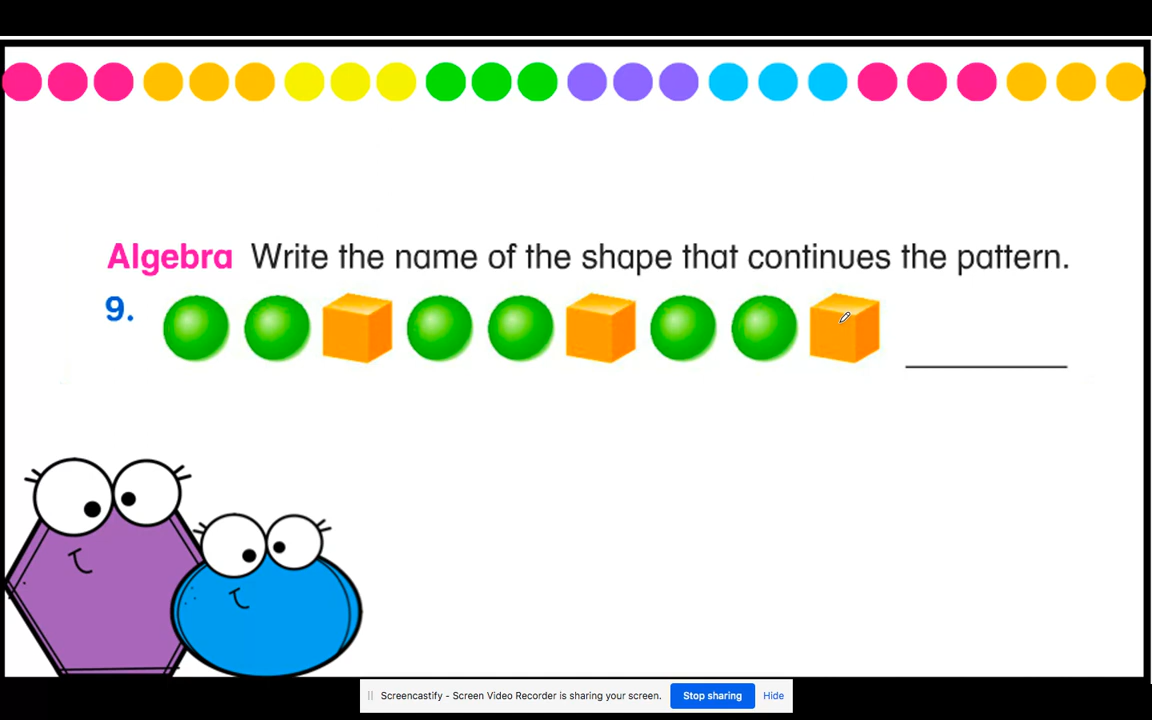 Algebra Write the name of the shape that continues the pattern.
9.
Screencastify - Screen Video Recorder is sharing your screen. Stop sharing Hide